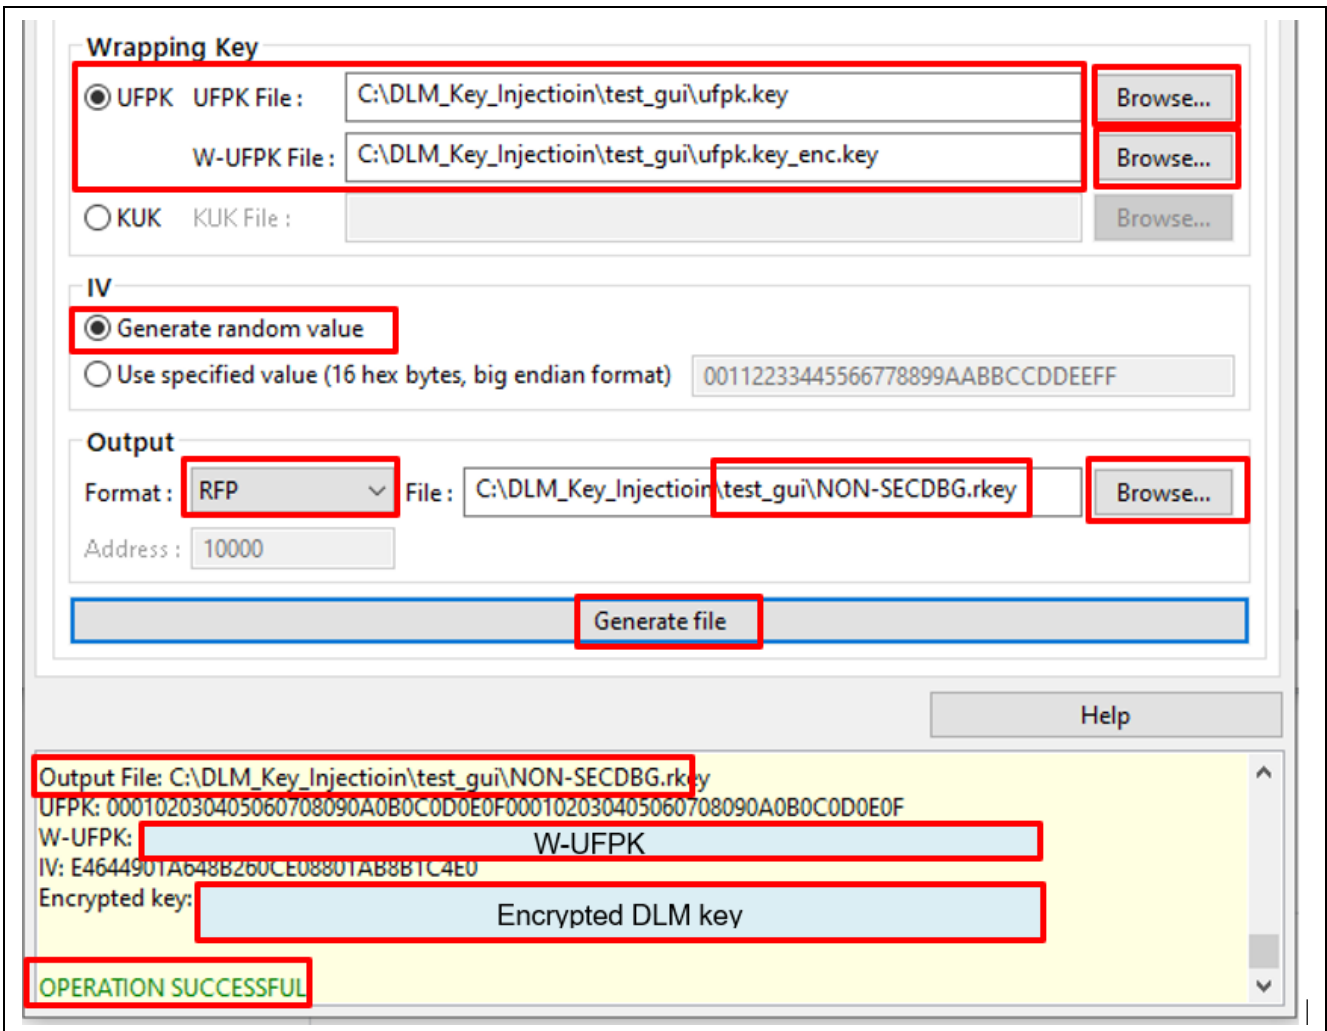 Wrapping Key
UFPK UFPK File : C:\DLM_Key_Injectioin\test_gui\ufpk.key Browse...
W-UFPK File : C:\DLM_Key_Injectioin\test_gui\ufpk.key_enc.key Browse...
KUK KUK File : Browse...
IV
Generate random value
Use specified value (16 hex bytes, big endian format) 00112233445566778899AABBCCDDEEFF
Output
Format : RFP File : C:\DLM_Key_Injectioin\test_gui\NON-SECDBG.rkey Browse...
Address : 10000
Generate file
Help
Output File: C:\DLM_Key_Injectioin\test_gui\NON-SECDBG.rkey
UFPK: 000102030405060708090A0B0C0D0E0F000102030405060708090A0B0C0D0E0F
W-UFPK: W-UFPK
IV: E4644901A648B260CE08801AB8B1C4E0
Encrypted key: Encrypted DLM key
OPERATION SUCCESSFUL